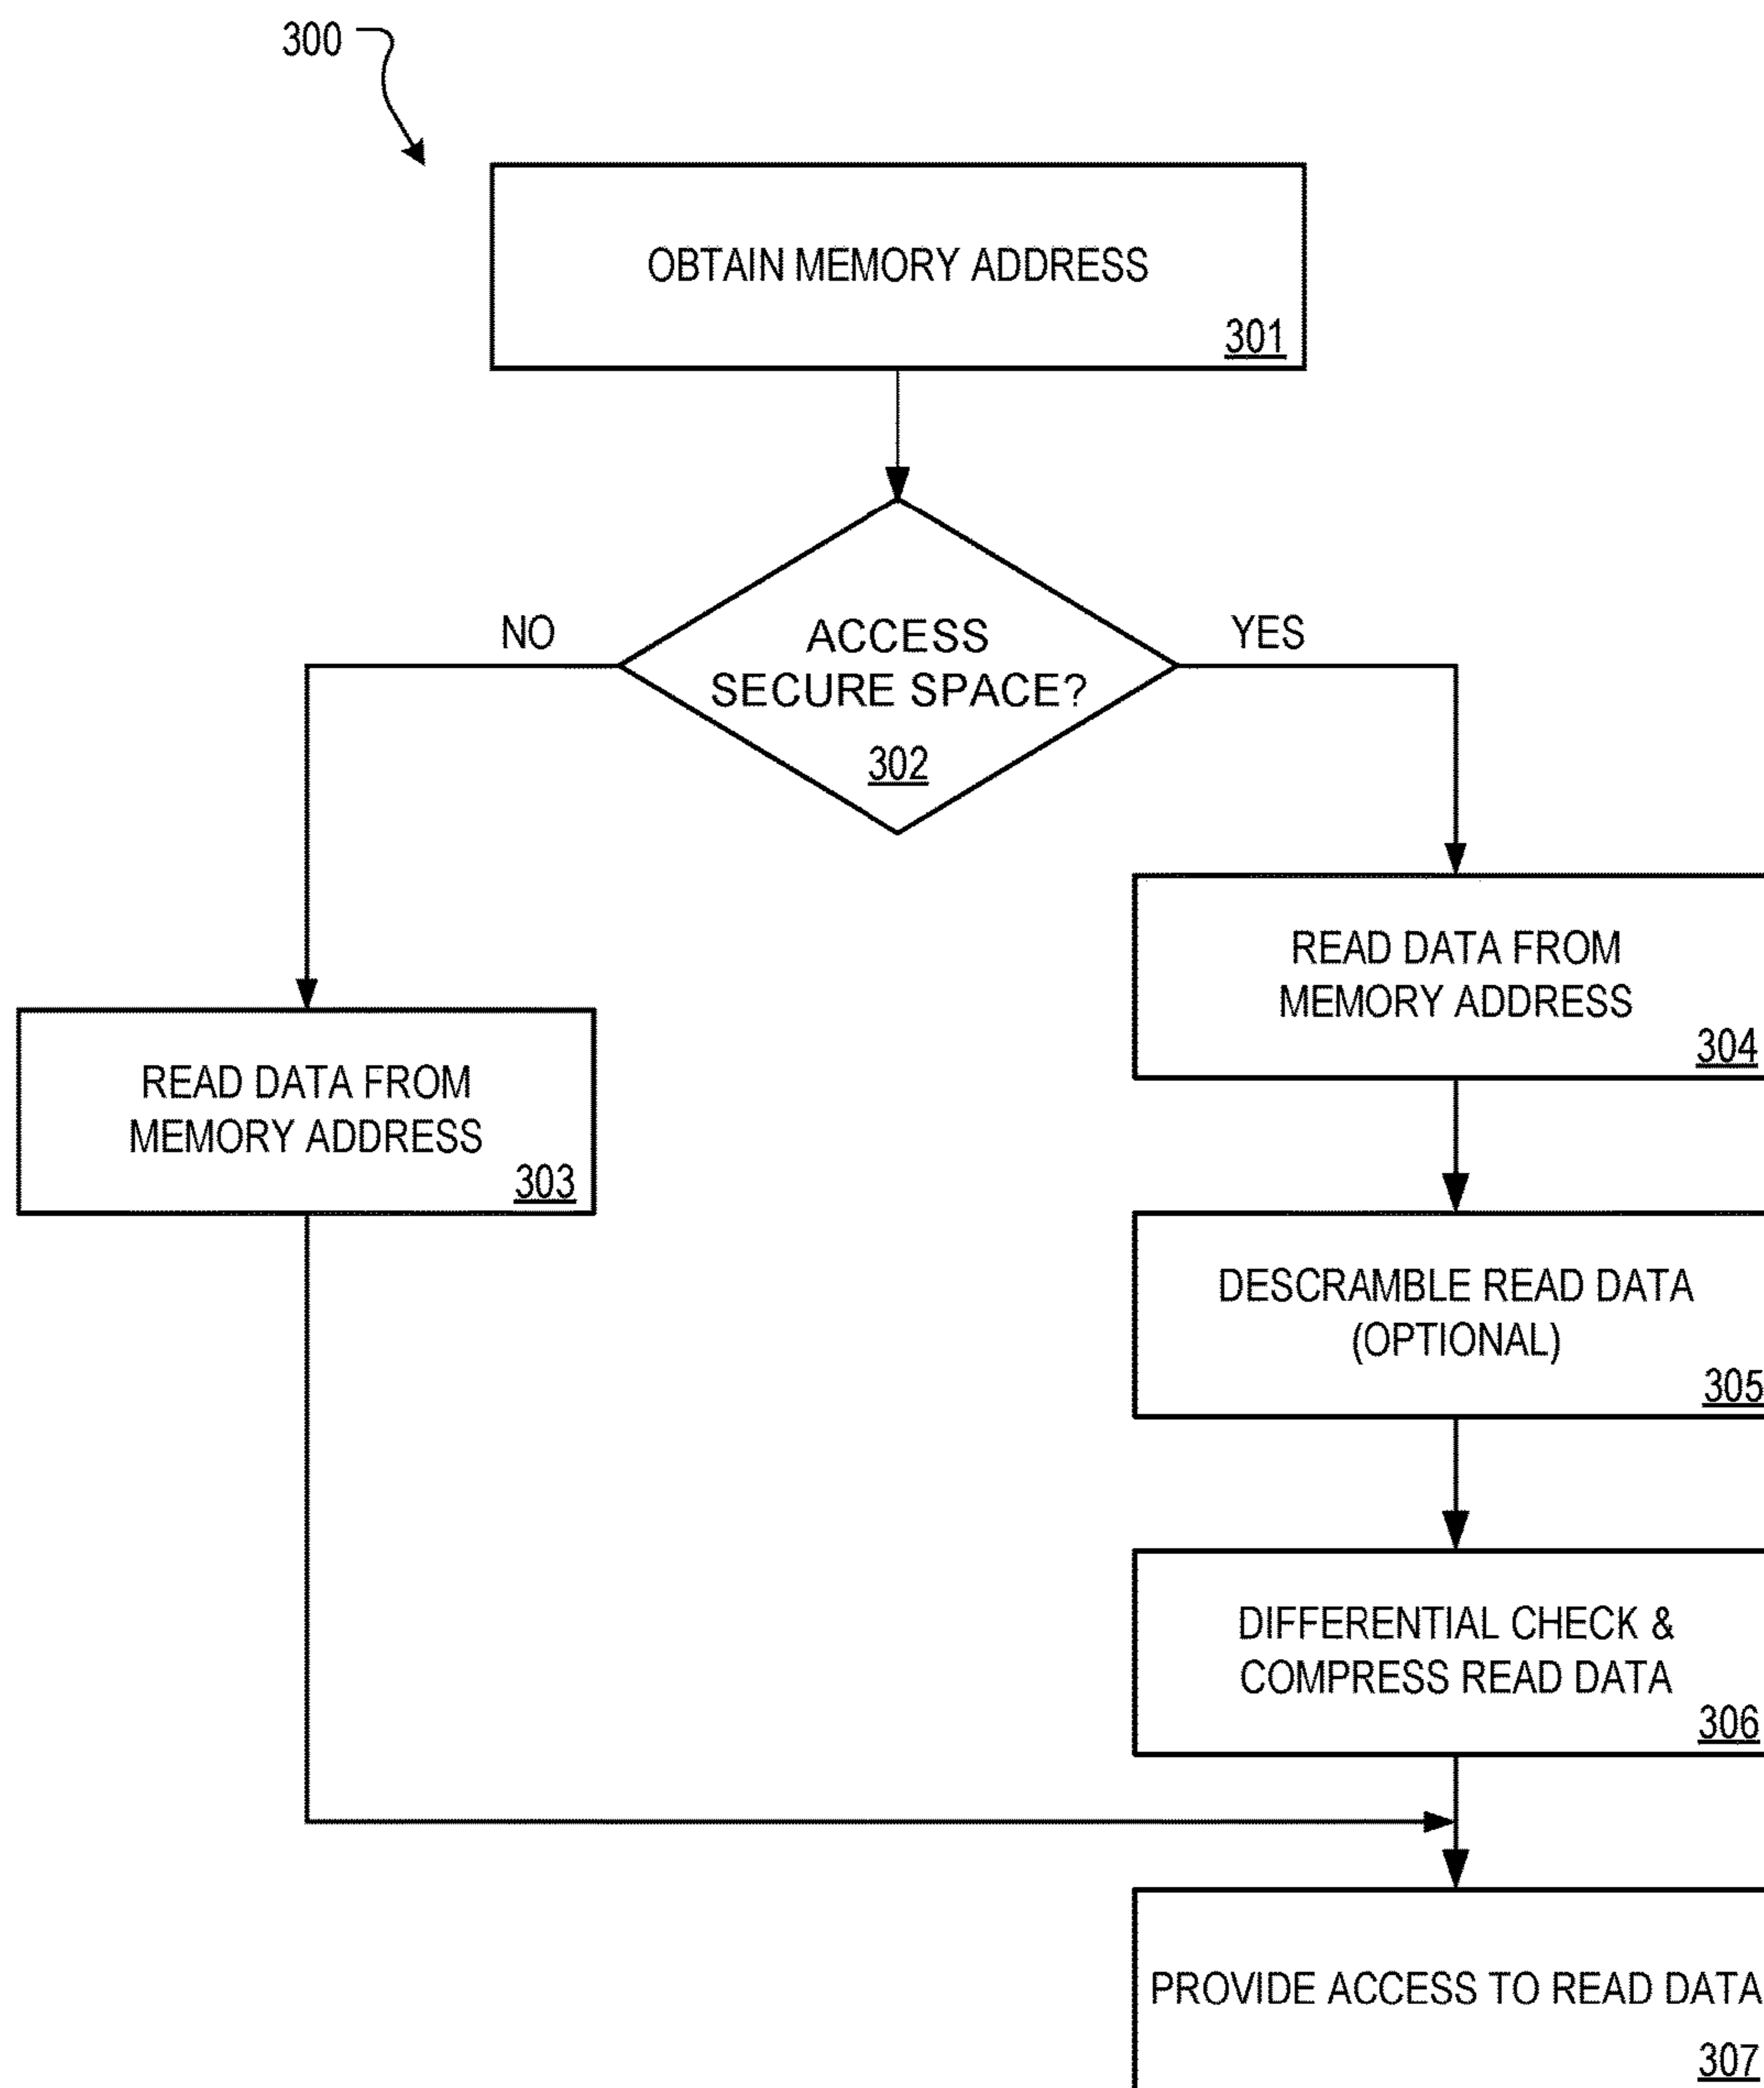 300
OBTAIN MEMORY ADDRESS
301
ACCESS
SECURE SPACE?
302
NO
YES
READ DATA FROM
MEMORY ADDRESS
304
READ DATA FROM
MEMORY ADDRESS
303
DESCRAMBLE READ DATA
(OPTIONAL)
305
DIFFERENTIAL CHECK &
COMPRESS READ DATA
306
PROVIDE ACCESS TO READ DATA
307